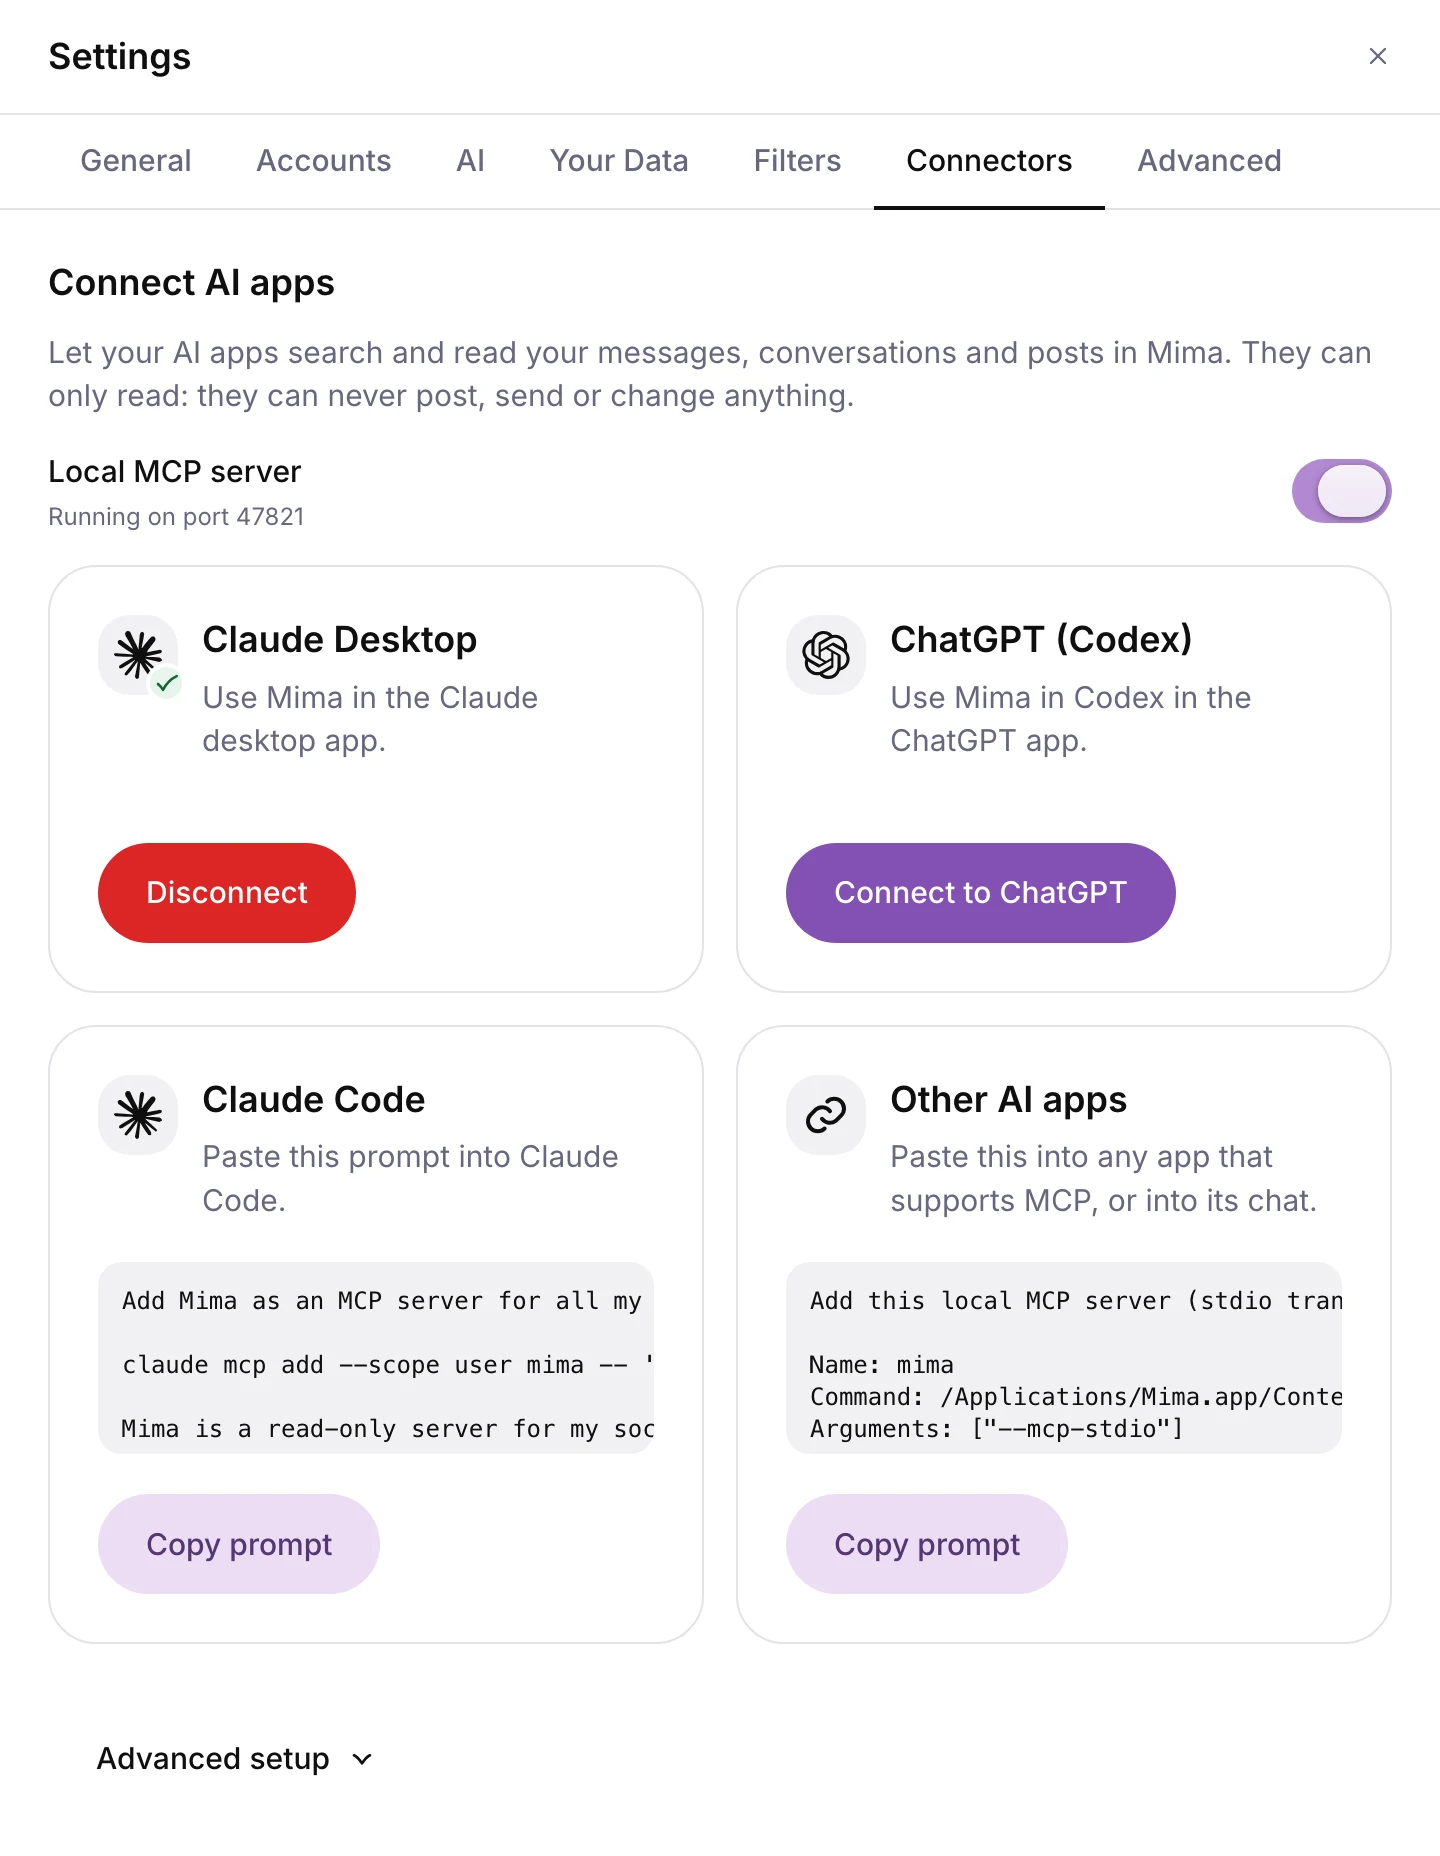 Settings
General Accounts AI Your Data Filters Connectors Advanced
Connect AI apps
Let your AI apps search and read your messages, conversations and posts in Mima. They can
only read: they can never post, send or change anything.
Local MCP server
Running on port 47821
Claude Desktop
Use Mima in the Claude
desktop app.
Disconnect
ChatGPT (Codex)
Use Mima in Codex in the
ChatGPT app.
Connect to ChatGPT
Claude Code
Paste this prompt into Claude
Code.
Add Mima as an MCP server for all my
claude mcp add --scope user mima -- '
Mima is a read-only server for my soc
Copy prompt
Other AI apps
Paste this into any app that
supports MCP, or into its chat.
Add this local MCP server (stdio tran
Name: mima
Command: /Applications/Mima.app/Conte
Arguments: ["--mcp-stdio"]
Copy prompt
Advanced setup